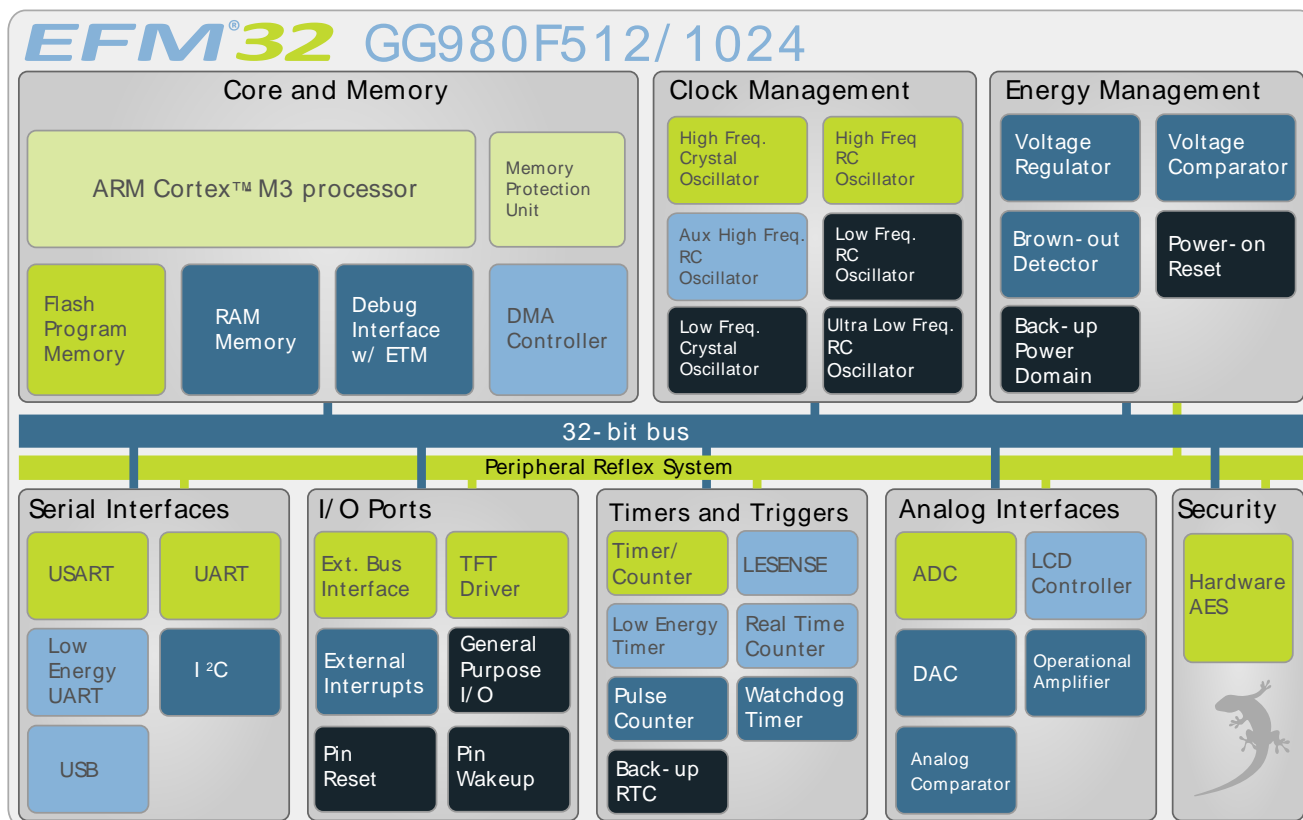 EFM®32 GG980F512/1024
Core and Memory
ARM Cortex™ M3 processor
Memory
Protection
Unit
Flash
Program
Memory
RAM
Memory
Debug
Interface
w/ ETM
DMA
Controller
Clock Management
High Freq.
Crystal
Oscillator
High Freq
RC
Oscillator
Aux High Freq.
RC
Oscillator
Low Freq.
RC
Oscillator
Low Freq.
Crystal
Oscillator
Ultra Low Freq.
RC
Oscillator
Energy Management
Voltage
Regulator
Voltage
Comparator
Brown-out
Detector
Power-on
Reset
Back-up
Power
Domain
32-bit bus
Peripheral Reflex System
Serial Interfaces
USART
UART
Low
Energy
UART
I²C
USB
I/O Ports
Ext. Bus
Interface
TFT
Driver
External
Interrupts
General
Purpose
I/O
Pin
Reset
Pin
Wakeup
Timers and Triggers
Timer/
Counter
LESENSE
Low Energy
Timer
Real Time
Counter
Pulse
Counter
Watchdog
Timer
Back-up
RTC
Analog Interfaces
ADC
LCD
Controller
DAC
Operational
Amplifier
Analog
Comparator
Security
Hardware
AES